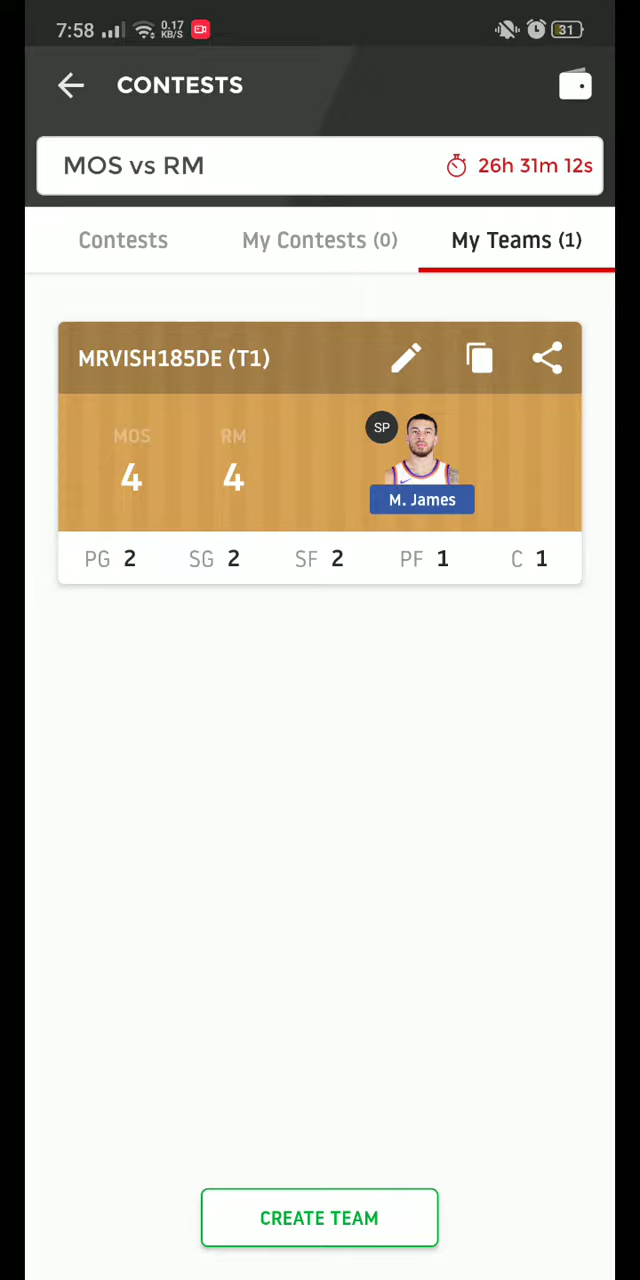 7:58 0.17 KB/S 31
CONTESTS
MOS vs RM 26h 31m 12s
Contests My Contests (0) My Teams (1)
MRVISH185DE (T1)
MOS RM SP
4 4
M. James
PG 2 SG 2 SF 2 PF 1 C 1
CREATE TEAM